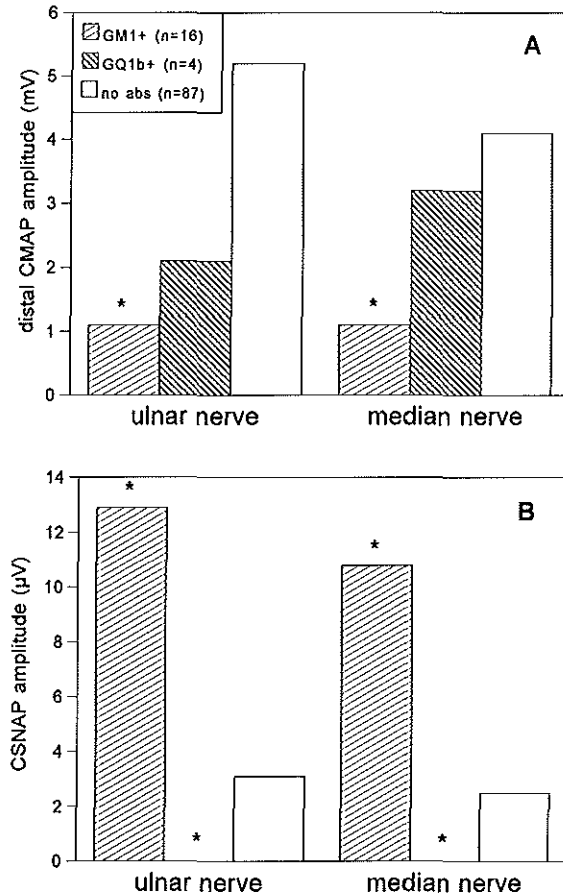 GM1+ (n=16)
GQ1b+ (n=4)
no abs (n=87)
A
distal CMAP amplitude (mV)
6
5
4
3
2
1
0
*
*
ulnar nerve
median nerve
B
CSNAP amplitude (µV)
14
12
10
8
6
4
2
0
*
*
*
*
ulnar nerve
median nerve